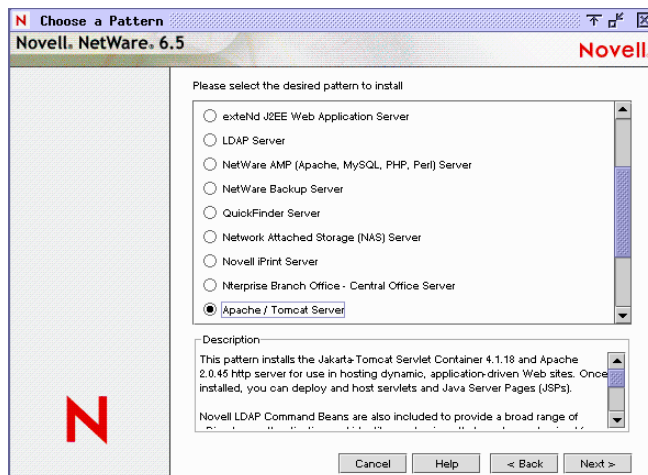 N Choose a Pattern
Novell. NetWare. 6.5
Novell.
Please select the desired pattern to install
exteNd J2EE Web Application Server
LDAP Server
NetWare AMP (Apache, MySQL, PHP, Perl) Server
NetWare Backup Server
QuickFinder Server
Network Attached Storage (NAS) Server
Novell iPrint Server
Nterprise Branch Office - Central Office Server
Apache / Tomcat Server
Description
This pattern installs the Jakarta-Tomcat Servlet Container 4.1.18 and Apache
2.0.45 http server for use in hosting dynamic, application-driven Web sites. Once
installed, you can deploy and host servlets and Java Server Pages (JSPs).
Novell LDAP Command Beans are also included to provide a broad range of
N
Cancel
Help
< Back
Next >